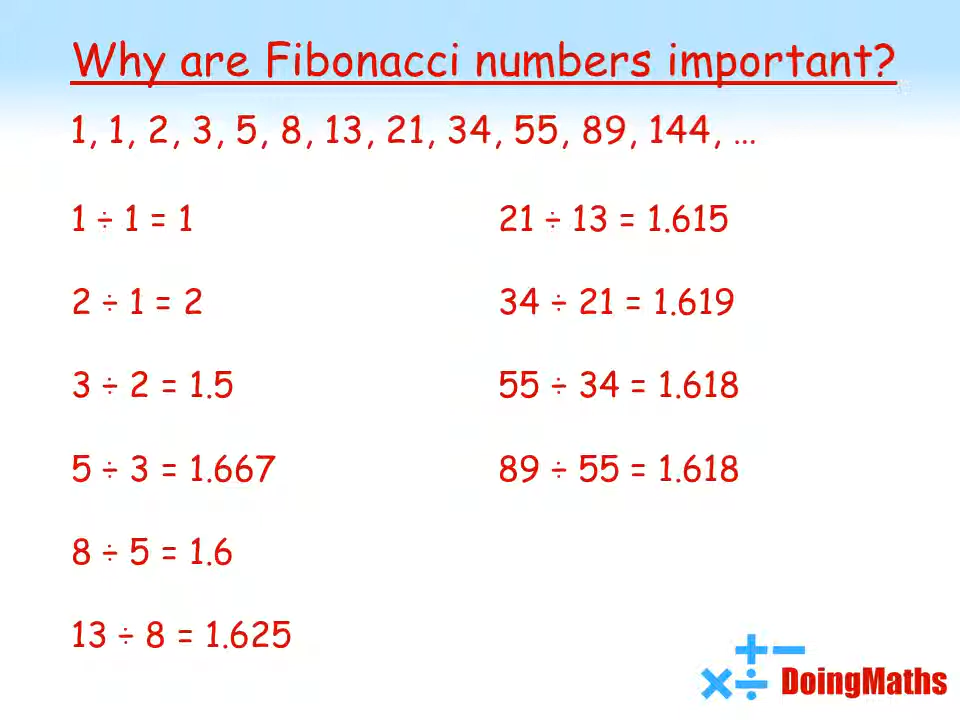 Why are Fibonacci numbers important?
1, 1, 2, 3, 5, 8, 13, 21, 34, 55, 89, 144, …
1 ÷ 1 = 1
2 ÷ 1 = 2
3 ÷ 2 = 1.5
5 ÷ 3 = 1.667
8 ÷ 5 = 1.6
13 ÷ 8 = 1.625
21 ÷ 13 = 1.615
34 ÷ 21 = 1.619
55 ÷ 34 = 1.618
89 ÷ 55 = 1.618
DoingMaths